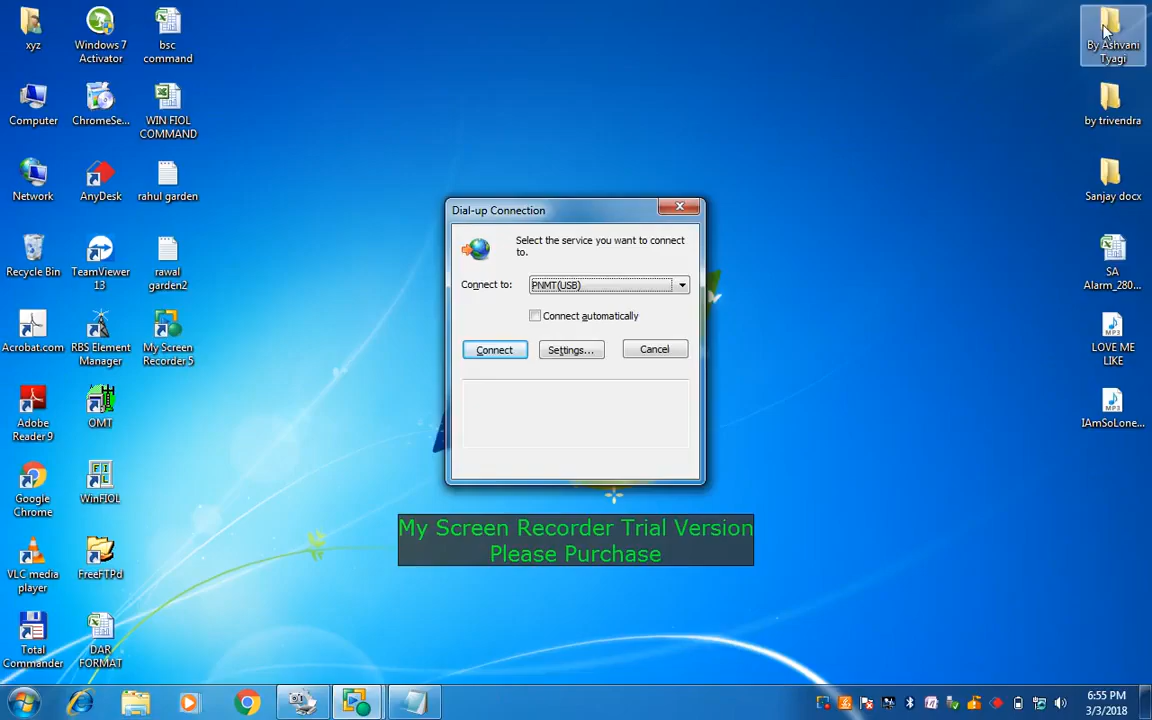 xyz
Windows 7
Activator
bsc
command
Computer
ChromeSe...
WIN FIOL
COMMAND
Network
AnyDesk
rahul garden
Recycle Bin
TeamViewer
13
rawal
garden2
Acrobat.com
RBS Element
Manager
My Screen
Recorder 5
Adobe
Reader 9
OMT
Google
Chrome
WinFIOL
VLC media
player
FreeFTPd
Total
Commander
DAR
FORMAT
By Ashvani
Tyagi
by trivendra
Sanjay docx
SA
Alarm_280...
MP3
LOVE ME
LIKE
MP3
IAmSoLone...
Dial-up Connection
Select the service you want to connect
to.
Connect to:
PNMT(USB)
Connect automatically
Connect
Settings...
Cancel
My Screen Recorder Trial Version
Please Purchase
6:55 PM
3/3/2018